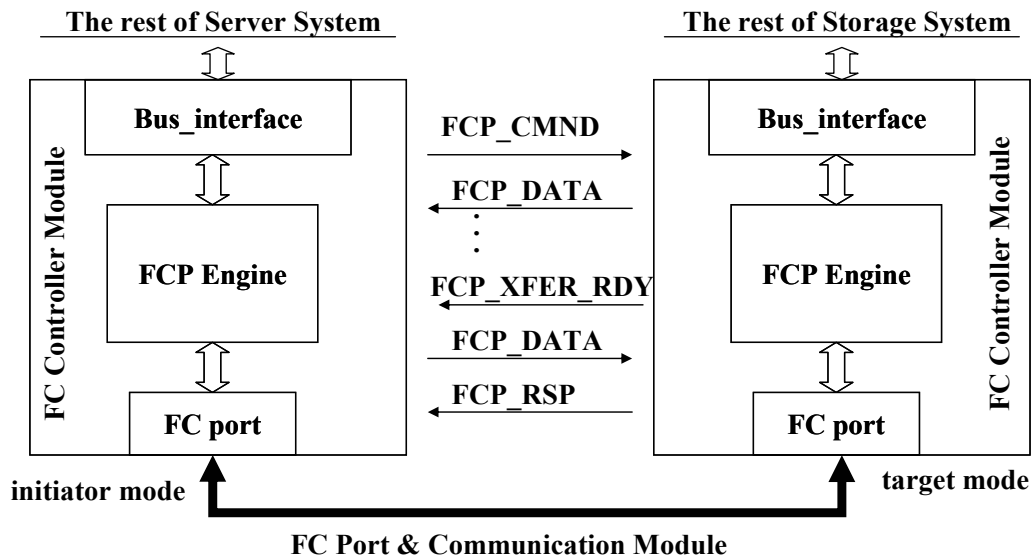 The rest of Server System
The rest of Storage System
Bus_interface
FCP Engine
FC port
FC Controller Module
initiator mode
FCP_CMND
FCP_DATA
FCP_XFER_RDY
FCP_DATA
FCP_RSP
Bus_interface
FCP Engine
FC port
FC Controller Module
target mode
FC Port & Communication Module